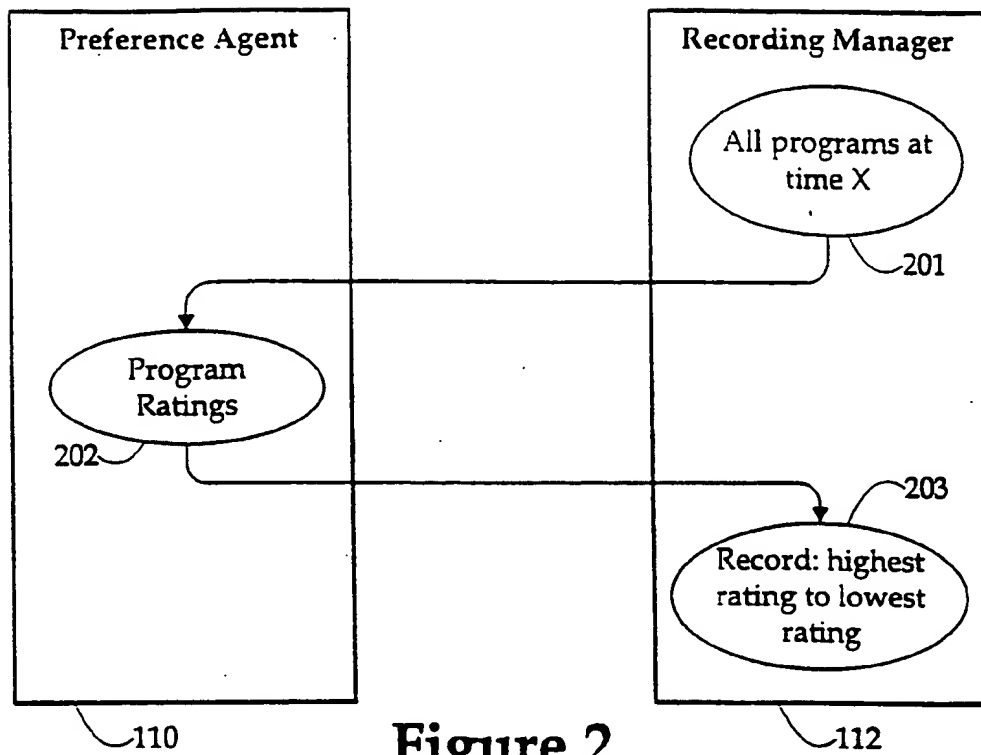 Preference Agent
Recording Manager
All programs at
time X
201
Program
Ratings
202
203
Record: highest
rating to lowest
rating
110
112
Figure 2